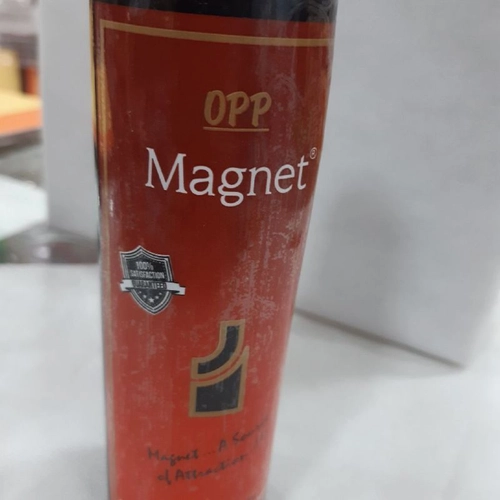 OPP
Magnet®
100%
SATISFACTION
Magnet... A
of Attraction